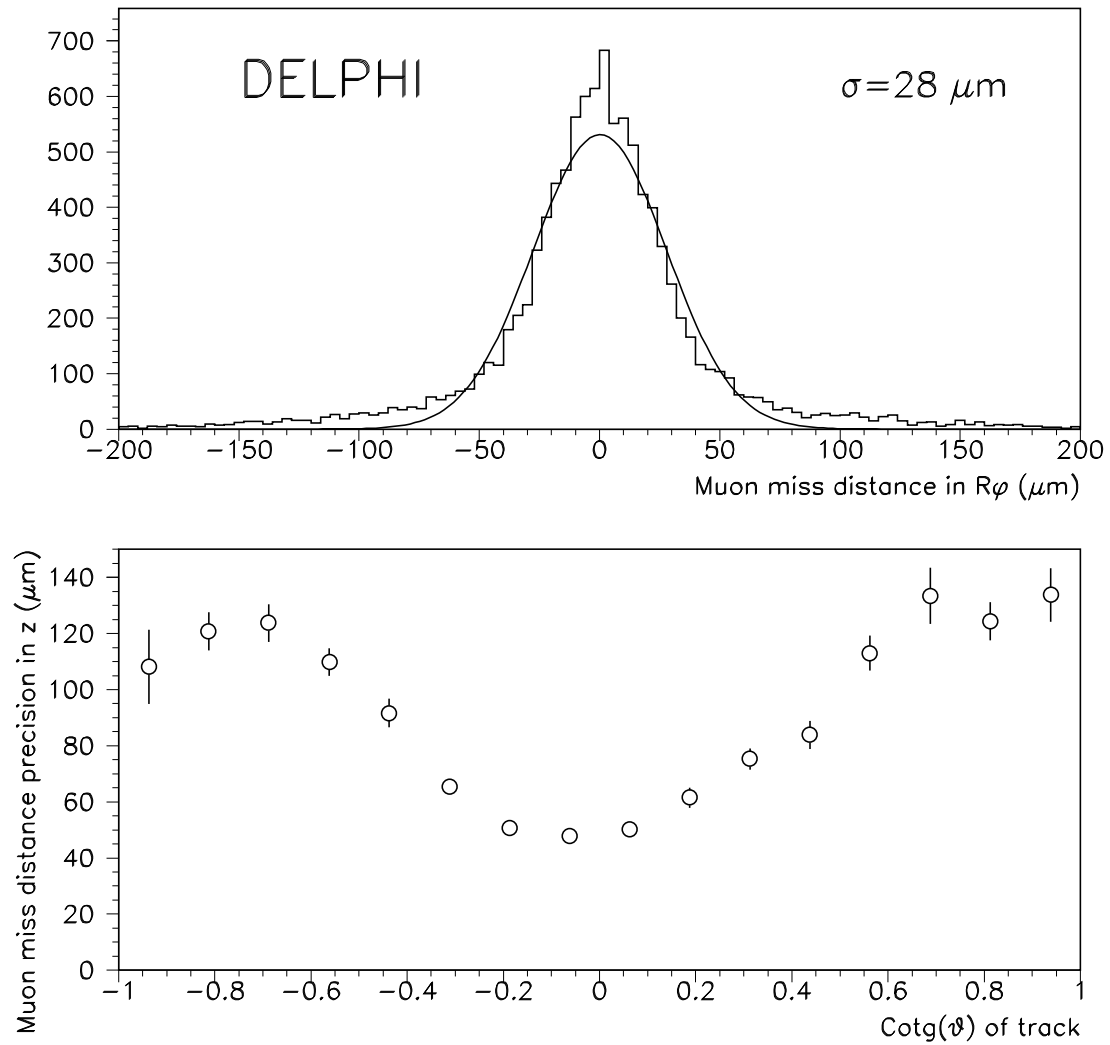 700
600
500
400
300
200
100
0
DELPHI
σ=28 μm
−200 −150 −100 −50 0 50 100 150 200
Muon miss distance in Rφ (μm)
Muon miss distance precision in z (μm)
140
120
100
80
60
40
20
0
−1 −0.8 −0.6 −0.4 −0.2 0 0.2 0.4 0.6 0.8 1
Cotg(ϑ) of track